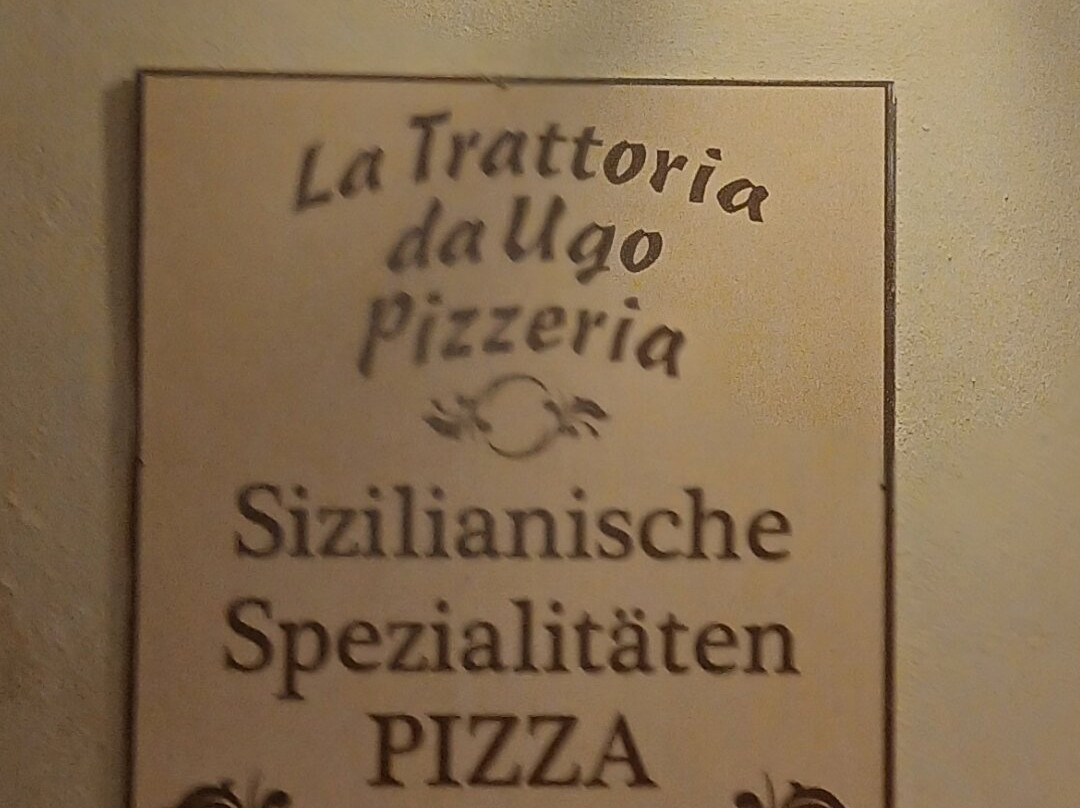 La Trattoria
da Ugo
Pizzeria
Sizilianische
Spezialitäten
PIZZA